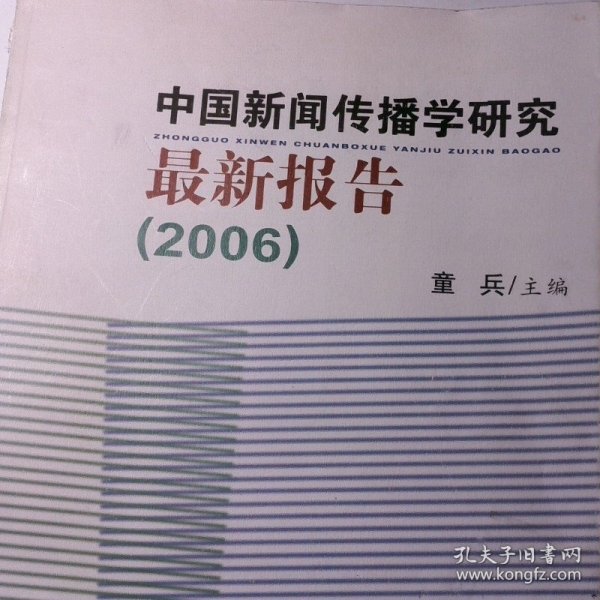 中国新闻传播学研究
ZHONGGUO XINWEN CHUANBOXUE YANJIU ZUIXIN BAOGAO
最新报告
(2006)
童 兵/主编
孔夫子旧书网
www.kongfz.com